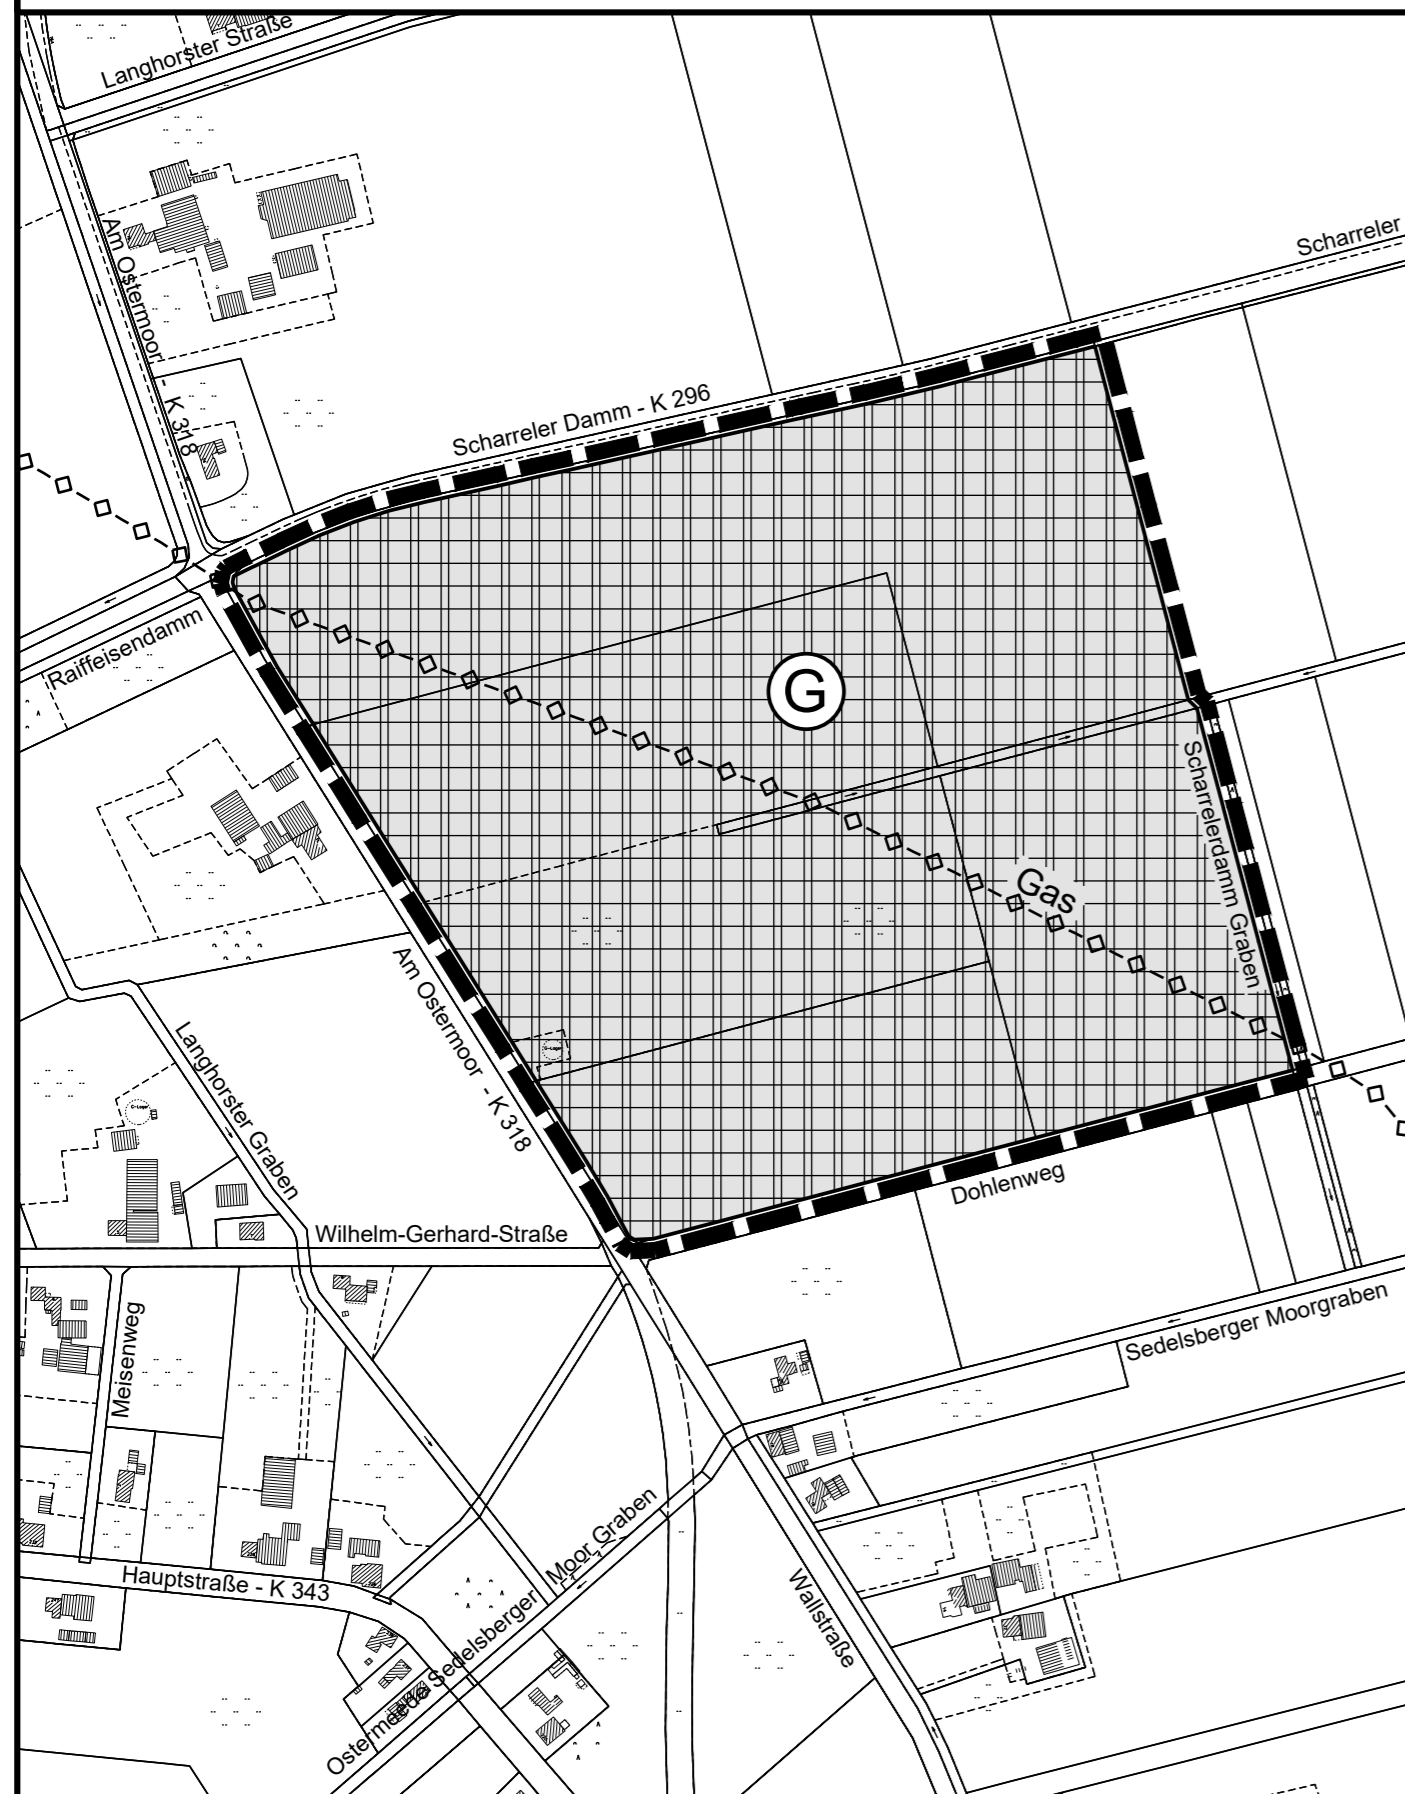 Langhorster Straße
Scharreler
Am Ostermoor - K 318
Scharreler Damm - K 296
Raiffeisendamm
G
Scharrelerdamm Graben
Gas
Am Ostermoor - K 318
Langhorster Graben
Dohlenweg
Wilhelm-Gerhard-Straße
Meisenweg
Sedelsberger Moorgraben
Hauptstraße - K 343
Ostermeede Sedelsberger Moor Graben
Wallstraße